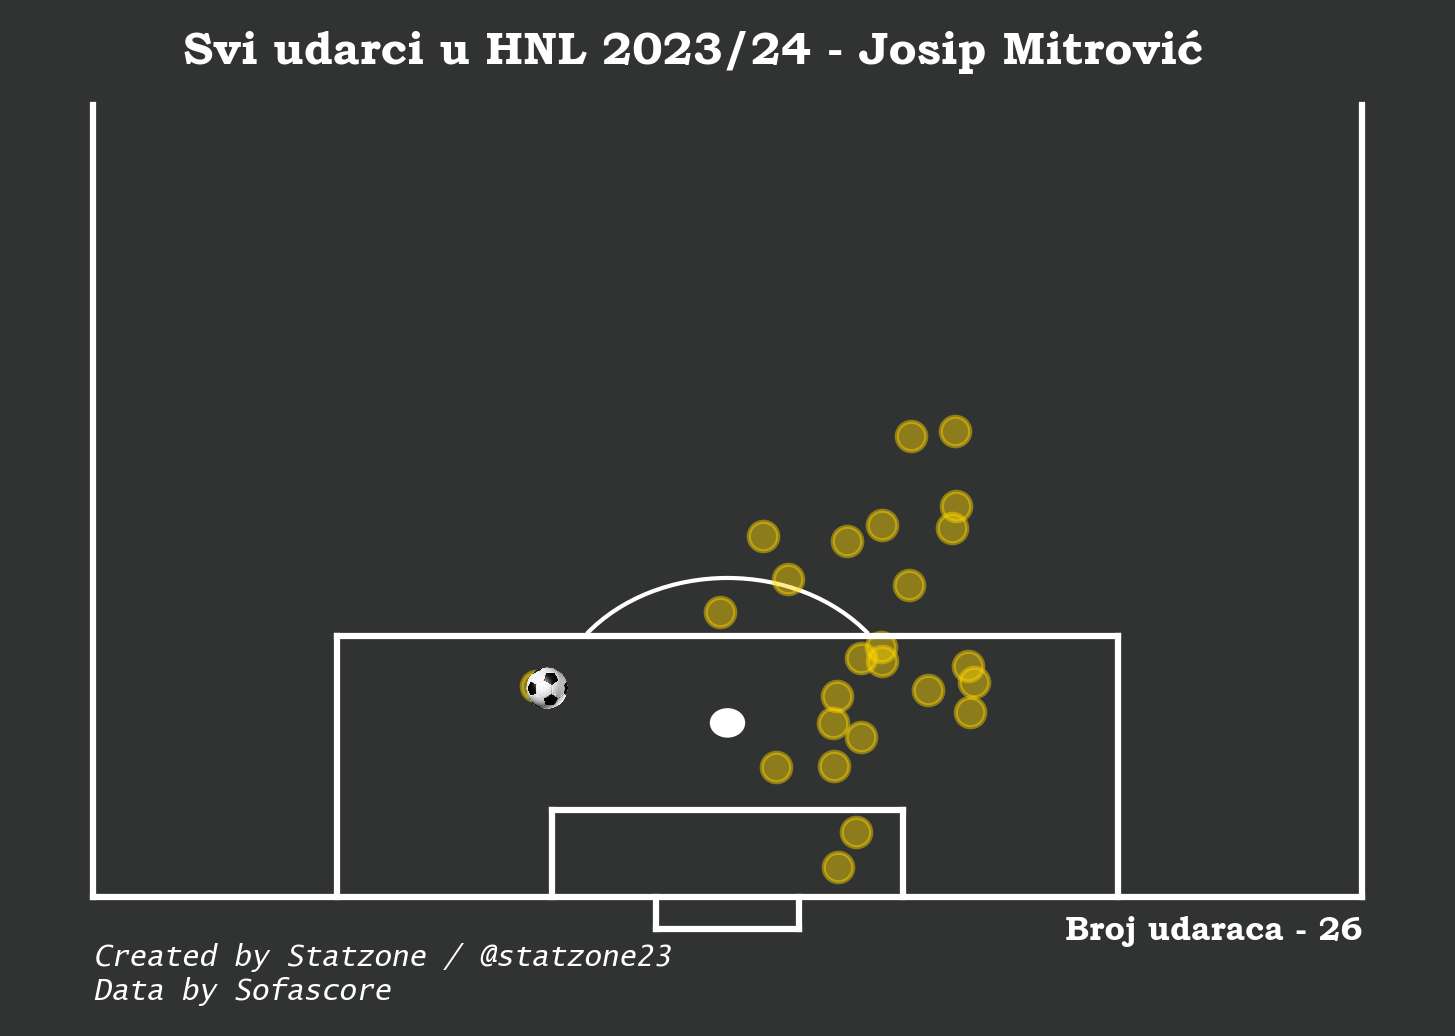 Svi udarci u HNL 2023/24 - Josip Mitrović
Broj udaraca - 26
Created by Statzone / @statzone23
Data by Sofascore